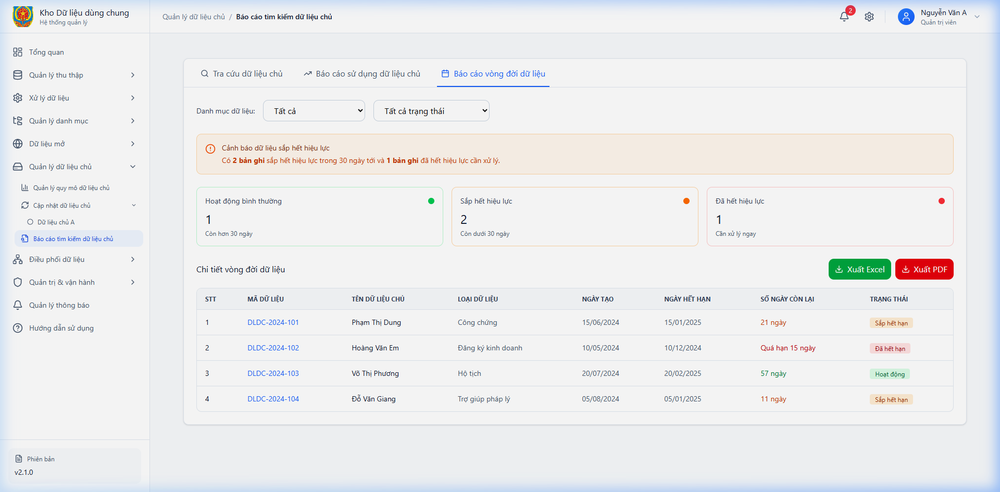 Kho Dữ liệu dùng chung
Hệ thống quản lý
Quản lý dữ liệu chủ / Báo cáo tìm kiếm dữ liệu chủ
2
Nguyễn Văn A
Quản trị viên
Tổng quan
Quản lý thu thập
Xử lý dữ liệu
Quản lý danh mục
Dữ liệu mở
Quản lý dữ liệu chủ
Quản lý quy mô dữ liệu chủ
Cập nhật dữ liệu chủ
Dữ liệu chủ A
Báo cáo tìm kiếm dữ liệu chủ
Điều phối dữ liệu
Quản trị & vận hành
Quản lý thông báo
Hướng dẫn sử dụng
Phiên bản
v2.1.0
Tra cứu dữ liệu chủ
Báo cáo sử dụng dữ liệu chủ
Báo cáo vòng đời dữ liệu
Danh mục dữ liệu: Tất cả Tất cả trạng thái
Cảnh báo dữ liệu sắp hết hiệu lực
Có 2 bản ghi sắp hết hiệu lực trong 30 ngày tới và 1 bản ghi đã hết hiệu lực cần xử lý.
Hoạt động bình thường
1
Còn hơn 30 ngày
Sắp hết hiệu lực
2
Còn dưới 30 ngày
Đã hết hiệu lực
1
Cần xử lý ngay
Chi tiết vòng đời dữ liệu
Xuất Excel
Xuất PDF
STT MÃ DỮ LIỆU TÊN DỮ LIỆU CHỦ LOẠI DỮ LIỆU NGÀY TẠO NGÀY HẾT HẠN SỐ NGÀY CÒN LẠI TRẠNG THÁI
1 DLDC-2024-101 Phạm Thị Dung Công chứng 15/06/2024 15/01/2025 21 ngày Sắp hết hạn
2 DLDC-2024-102 Hoàng Văn Em Đăng ký kinh doanh 10/05/2024 10/12/2024 Quá hạn 15 ngày Đã hết hạn
3 DLDC-2024-103 Võ Thị Phương Hộ tịch 20/07/2024 20/02/2025 57 ngày Hoạt động
4 DLDC-2024-104 Đỗ Văn Giang Trợ giúp pháp lý 05/08/2024 05/01/2025 11 ngày Sắp hết hạn